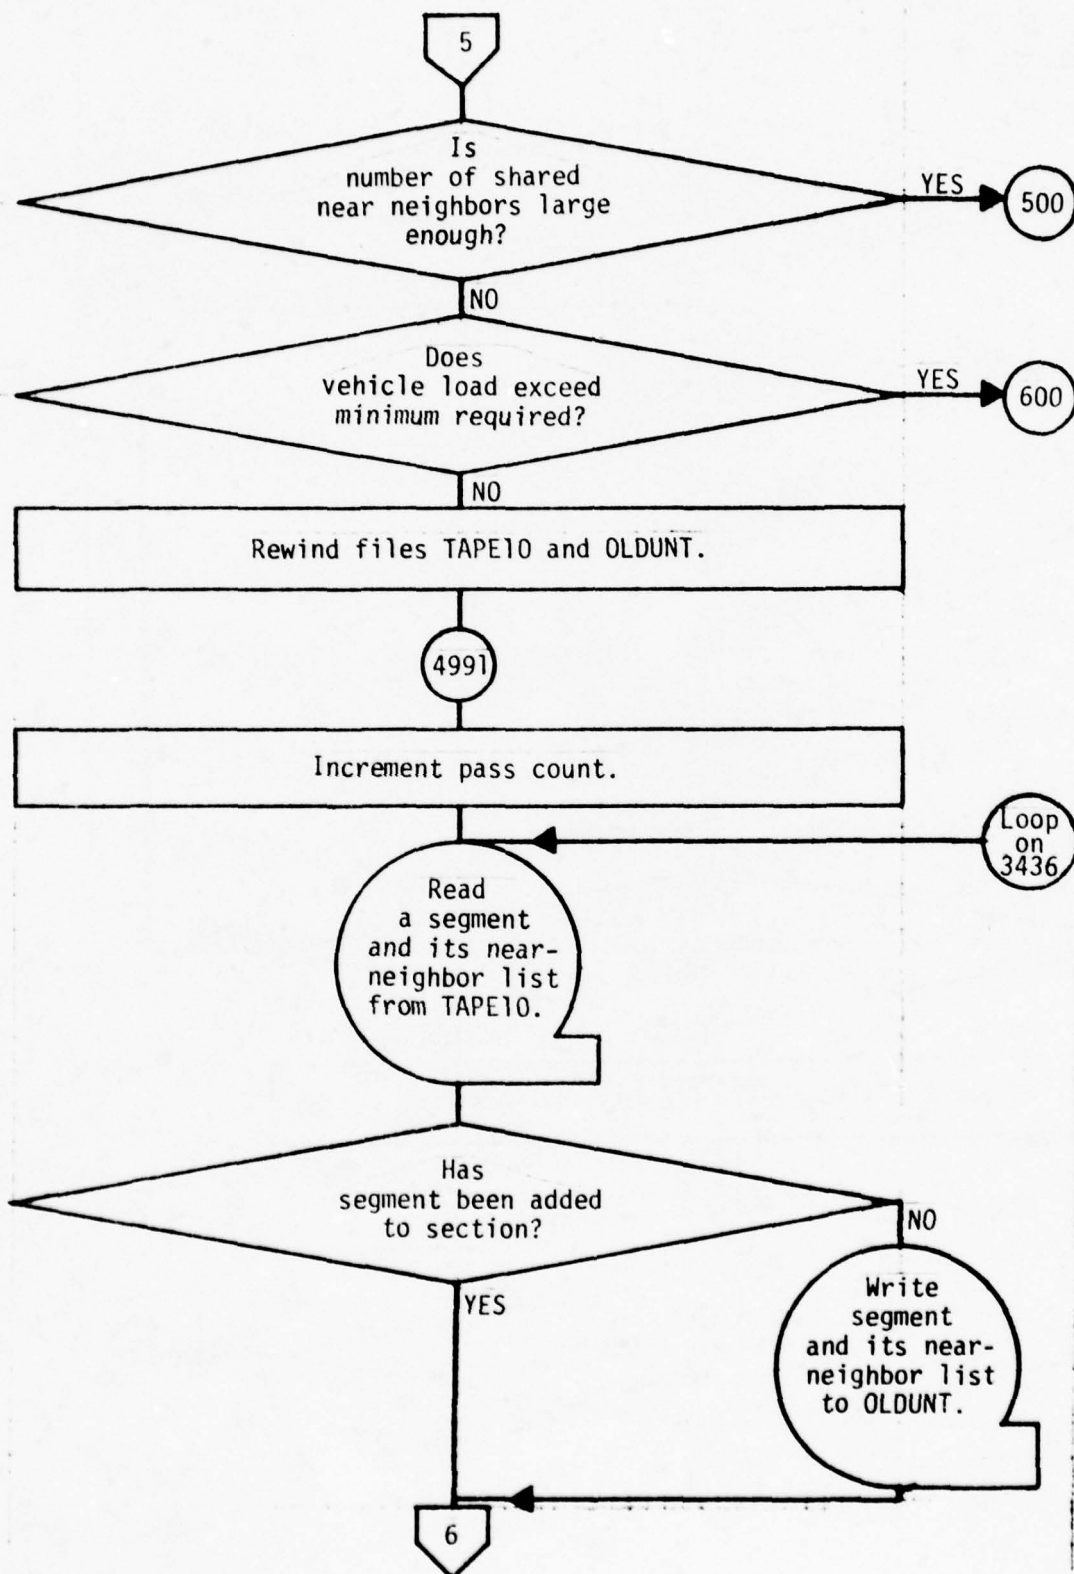 5
Is
number of shared
near neighbors large
enough?
YES
500
NO
Does
vehicle load exceed
minimum required?
YES
600
NO
Rewind files TAPE10 and OLDUNT.
4991
Increment pass count.
Loop
on
3436
Read
a segment
and its near-
neighbor list
from TAPE10.
Has
segment been added
to section?
NO
YES
Write
segment
and its near-
neighbor list
to OLDUNT.
6